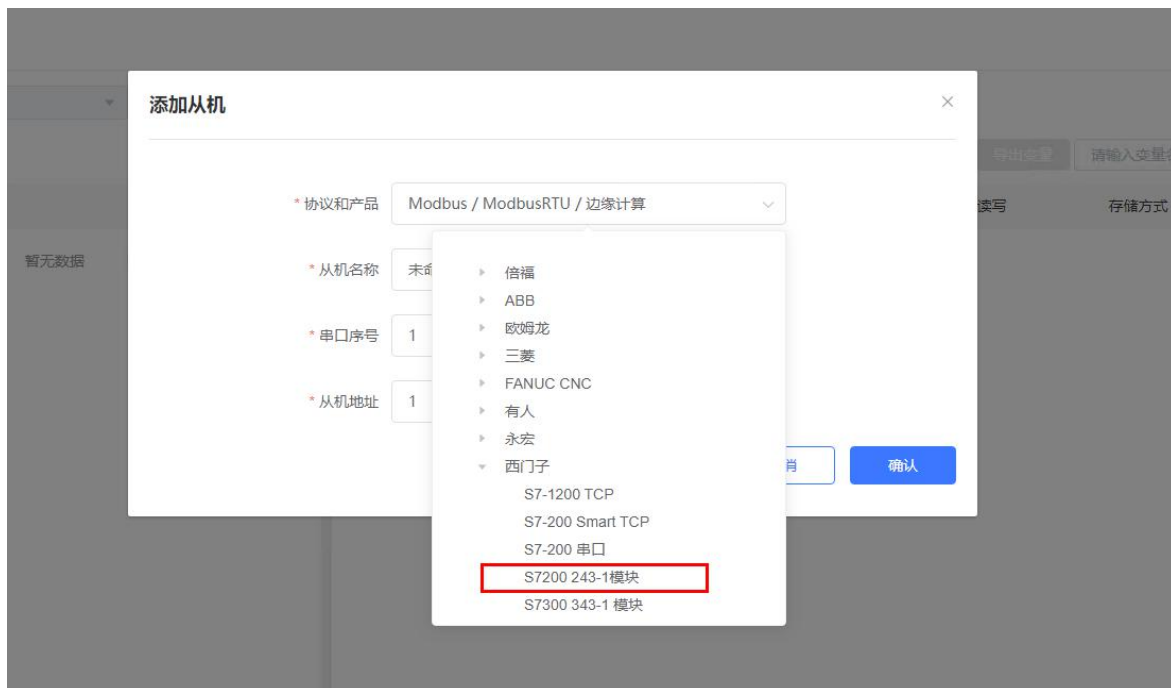 添加从机
导出变量 请输入变量
* 协议和产品 Modbus / ModbusRTU / 边缘计算
读写 存储方式
暂无数据
* 从机名称 未
倍福
ABB
欧姆龙
* 串口序号 1
三菱
FANUC CNC
* 从机地址 1
有人
永宏
西门子
确认
S7-1200 TCP
S7-200 Smart TCP
S7-200 串口
S7200 243-1模块
S7300 343-1 模块